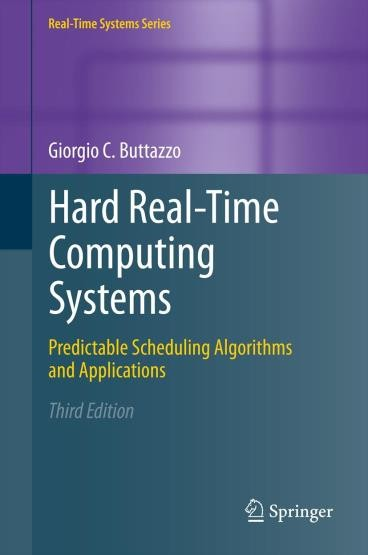 Real-Time Systems Series
Giorgio C. Buttazzo
Hard Real-Time
Computing
Systems
Predictable Scheduling Algorithms
and Applications
Third Edition
Springer